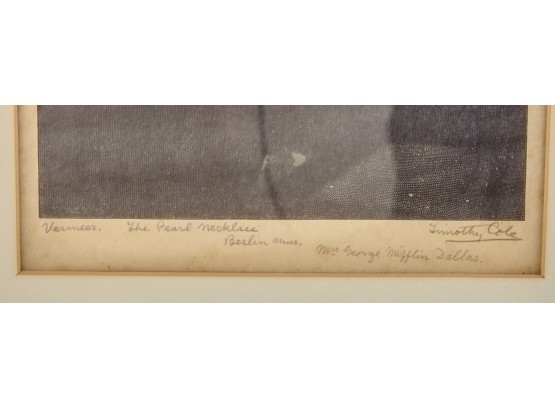 Vermeer. The Pearl Necklace Timothy Cole
Berlin Mus.
Mrs George Mifflin Dallas.